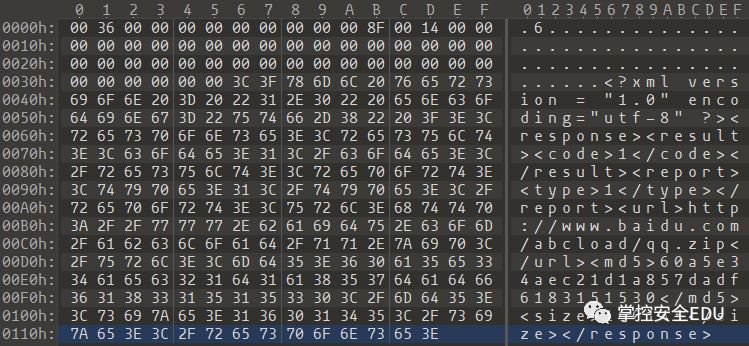 0 1 2 3 4 5 6 7 8 9 A B C D E F 0123456789ABCDEF
0000h: 00 36 00 00 00 00 00 00 00 00 00 8F 00 14 00 00 .6..............
0010h: 00 00 00 00 00 00 00 00 00 00 00 00 00 00 00 00 ................
0020h: 00 00 00 00 00 00 00 00 00 00 00 00 00 00 00 00 ................
0030h: 00 00 00 00 00 00 3C 3F 78 6D 6C 20 76 65 72 73 ......<?xml vers
0040h: 69 6F 6E 20 3D 20 22 31 2E 30 22 20 65 6E 63 6F ion = "1.0" enco
0050h: 64 69 6E 67 3D 22 75 74 66 2D 38 22 20 3F 3E 3C ding="utf-8" ?><
0060h: 72 65 73 70 6F 6E 73 65 3E 3C 72 65 73 75 6C 74 response><result
0070h: 3E 3C 63 6F 64 65 3E 31 3C 2F 63 6F 64 65 3E 3C ><code>1</code><
0080h: 2F 72 65 73 75 6C 74 3E 3C 72 65 70 6F 72 74 3E /result><report>
0090h: 3C 74 79 70 65 3E 31 3C 2F 74 79 70 65 3E 3C 2F <type>1</type></
00A0h: 72 65 70 6F 72 74 3E 3C 75 72 6C 3E 68 74 74 70 report><url>http
00B0h: 3A 2F 2F 77 77 77 2E 62 61 69 64 75 2E 63 6F 6D ://www.baidu.com
00C0h: 2F 61 62 63 6C 6F 61 64 2F 71 71 2E 7A 69 70 3C /abcload/qq.zip<
00D0h: 2F 75 72 6C 3E 3C 6D 64 35 3E 36 30 61 35 65 33 /url><md5>60a5e3
00E0h: 34 61 65 63 32 31 64 31 61 38 35 37 64 61 64 66 4aec21d1a857dadf
00F0h: 36 31 38 33 31 35 31 35 33 30 3C 2F 6D 64 35 3E 6183151530</md5>
0100h: 3C 73 69 7A 65 3E 31 36 30 31 34 35 3C 2F 73 69 <size>
0110h: 7A 65 3E 3C 2F 72 65 73 70 6F 6E 73 65 3E ze></response>
掌控安全EDU